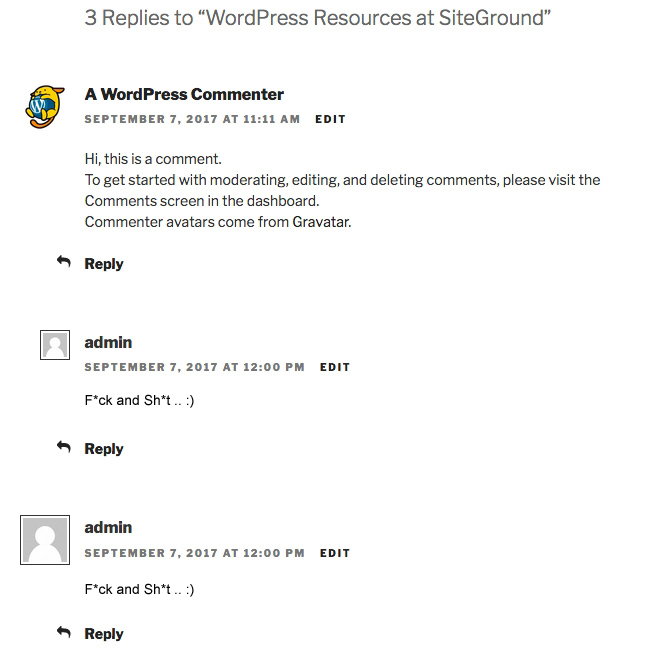 3 Replies to “WordPress Resources at SiteGround”
A WordPress Commenter
SEPTEMBER 7, 2017 AT 11:11 AM EDIT
Hi, this is a comment.
To get started with moderating, editing, and deleting comments, please visit the
Comments screen in the dashboard.
Commenter avatars come from Gravatar.
Reply
admin
SEPTEMBER 7, 2017 AT 12:00 PM EDIT
F*ck and Sh*t .. :)
Reply
admin
SEPTEMBER 7, 2017 AT 12:00 PM EDIT
F*ck and Sh*t .. :)
Reply